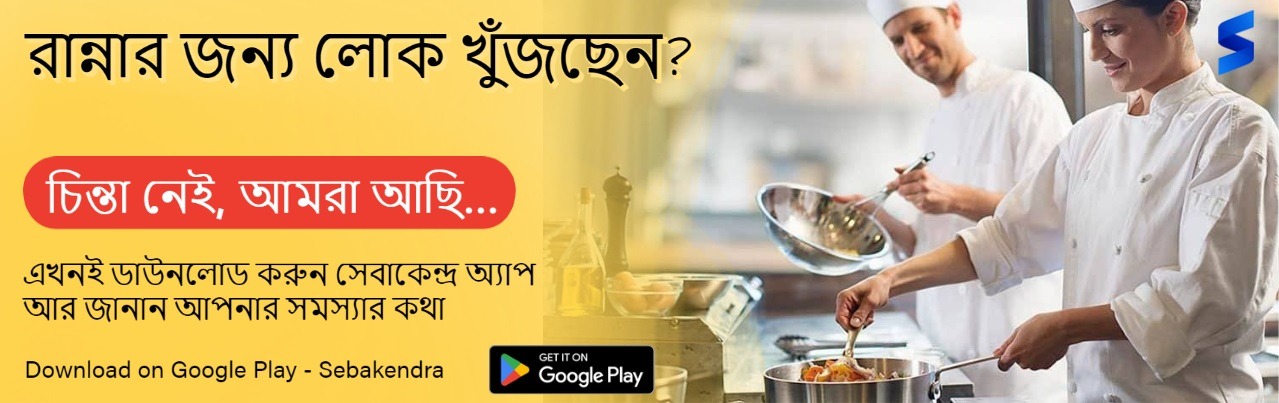 রান্নার জন্য লোক খুঁজছেন?
চিন্তা নেই, আমরা আছি...
এখনই ডাউনলোড করুন সেবাকেন্দ্র অ্যাপ
আর জানান আপনার সমস্যার কথা
Download on Google Play - Sebakendra
GET IT ON
Google Play